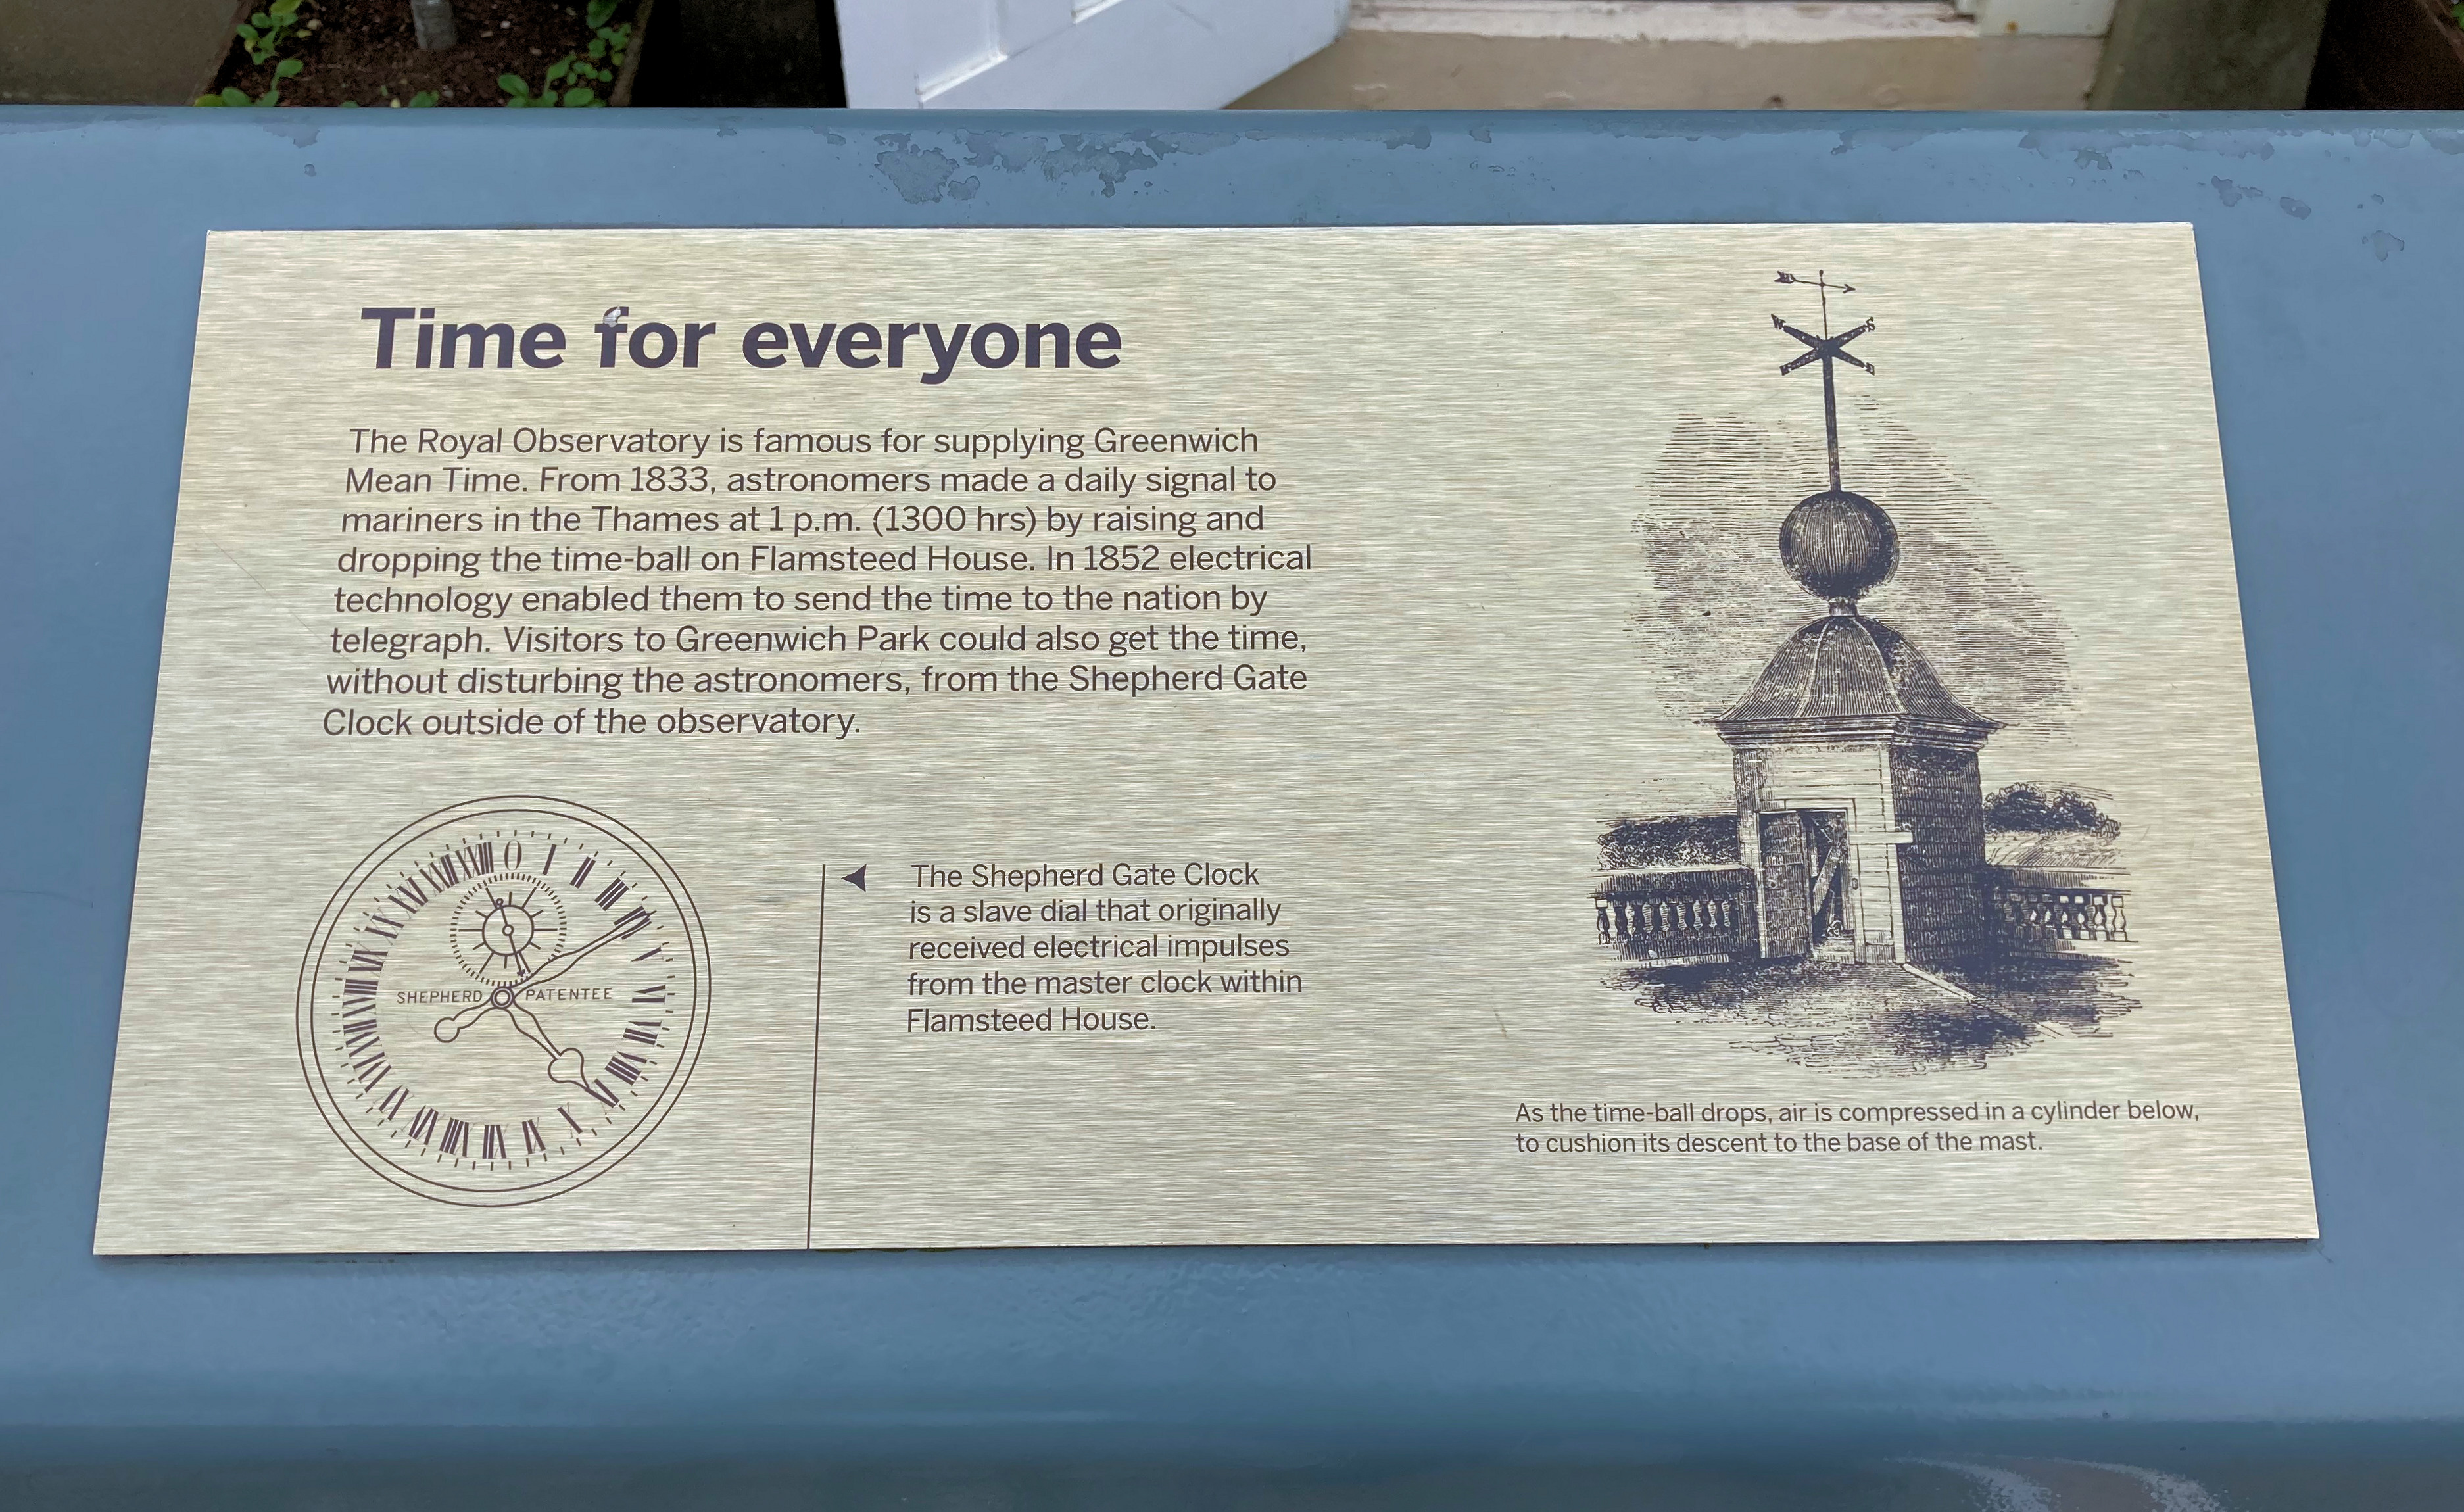 Time for everyone
The Royal Observatory is famous for supplying Greenwich
Mean Time. From 1833, astronomers made a daily signal to
mariners in the Thames at 1 p.m. (1300 hrs) by raising and
dropping the time-ball on Flamsteed House. In 1852 electrical
technology enabled them to send the time to the nation by
telegraph. Visitors to Greenwich Park could also get the time,
without disturbing the astronomers, from the Shepherd Gate
Clock outside of the observatory.
SHEPHERD PATENTEE
The Shepherd Gate Clock
is a slave dial that originally
received electrical impulses
from the master clock within
Flamsteed House.
As the time-ball drops, air is compressed in a cylinder below,
to cushion its descent to the base of the mast.